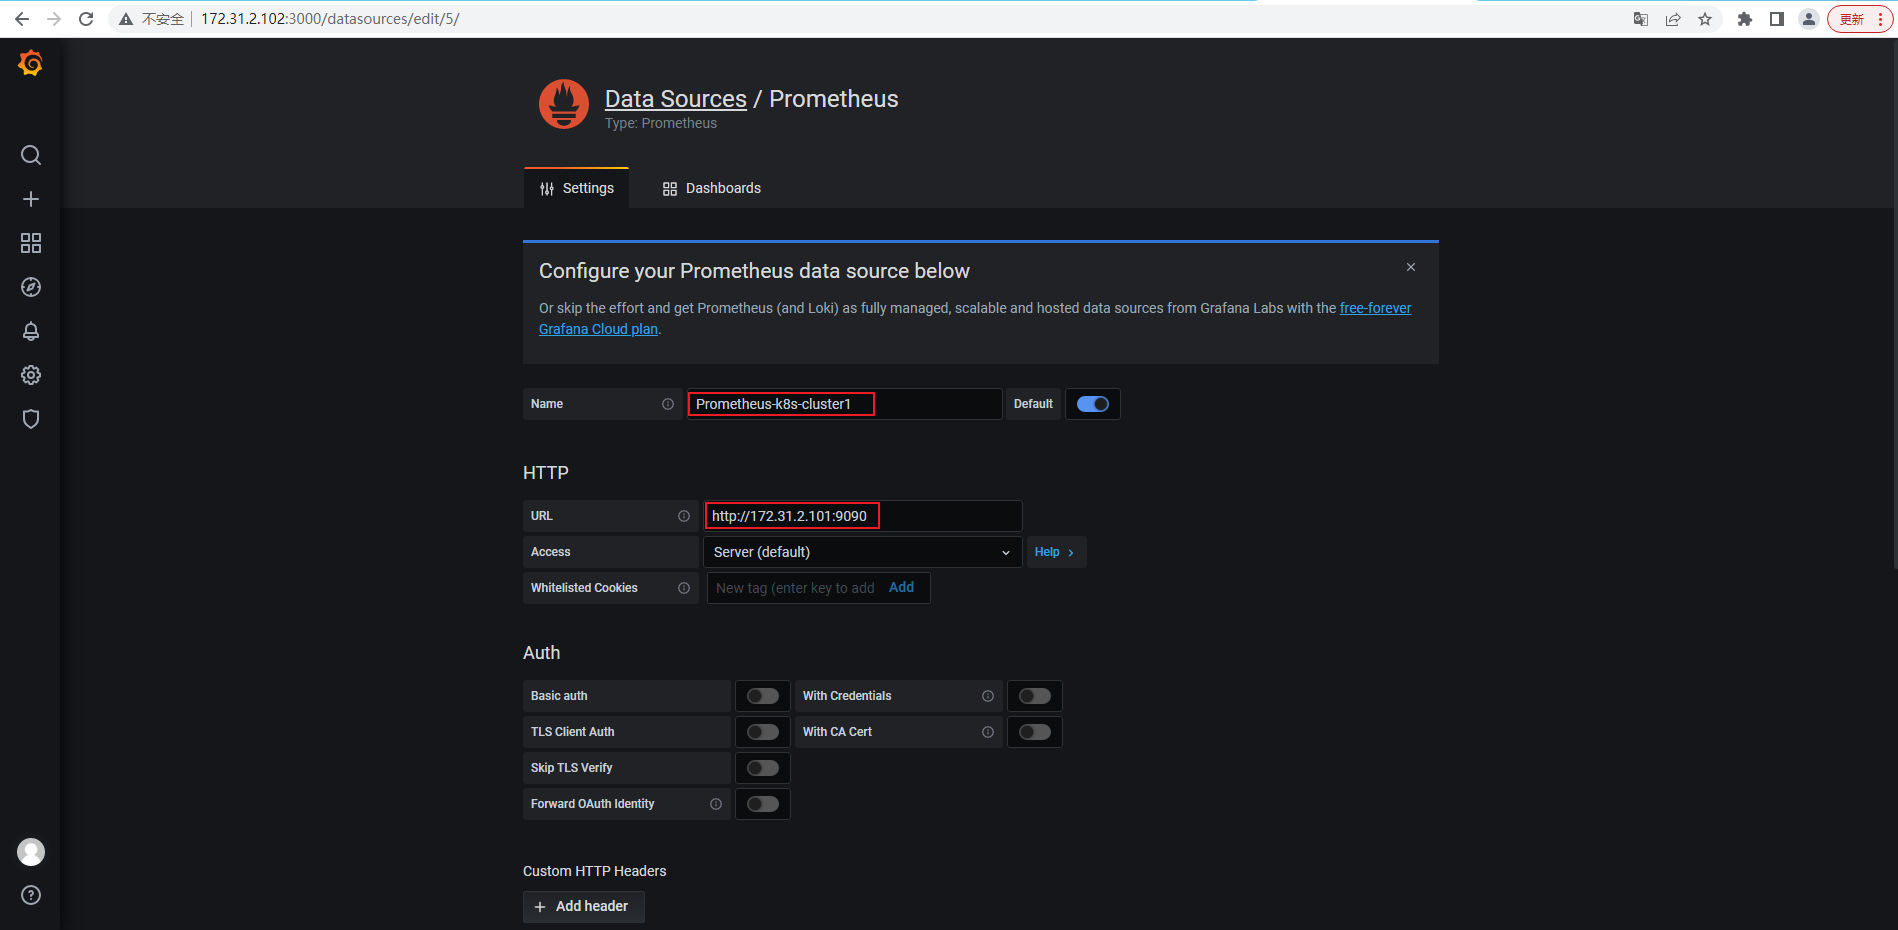 不安全 172.31.2.102:3000/datasources/edit/5/ 更新
Data Sources / Prometheus
Type: Prometheus
Settings Dashboards
Configure your Prometheus data source below
Or skip the effort and get Prometheus (and Loki) as fully managed, scalable and hosted data sources from Grafana Labs with the free-forever
Grafana Cloud plan.
Name Prometheus-k8s-cluster1 Default
HTTP
URL http://172.31.2.101:9090
Access Server (default) Help
Whitelisted Cookies New tag (enter key to add Add
Auth
Basic auth With Credentials
TLS Client Auth With CA Cert
Skip TLS Verify
Forward OAuth Identity
Custom HTTP Headers
+ Add header